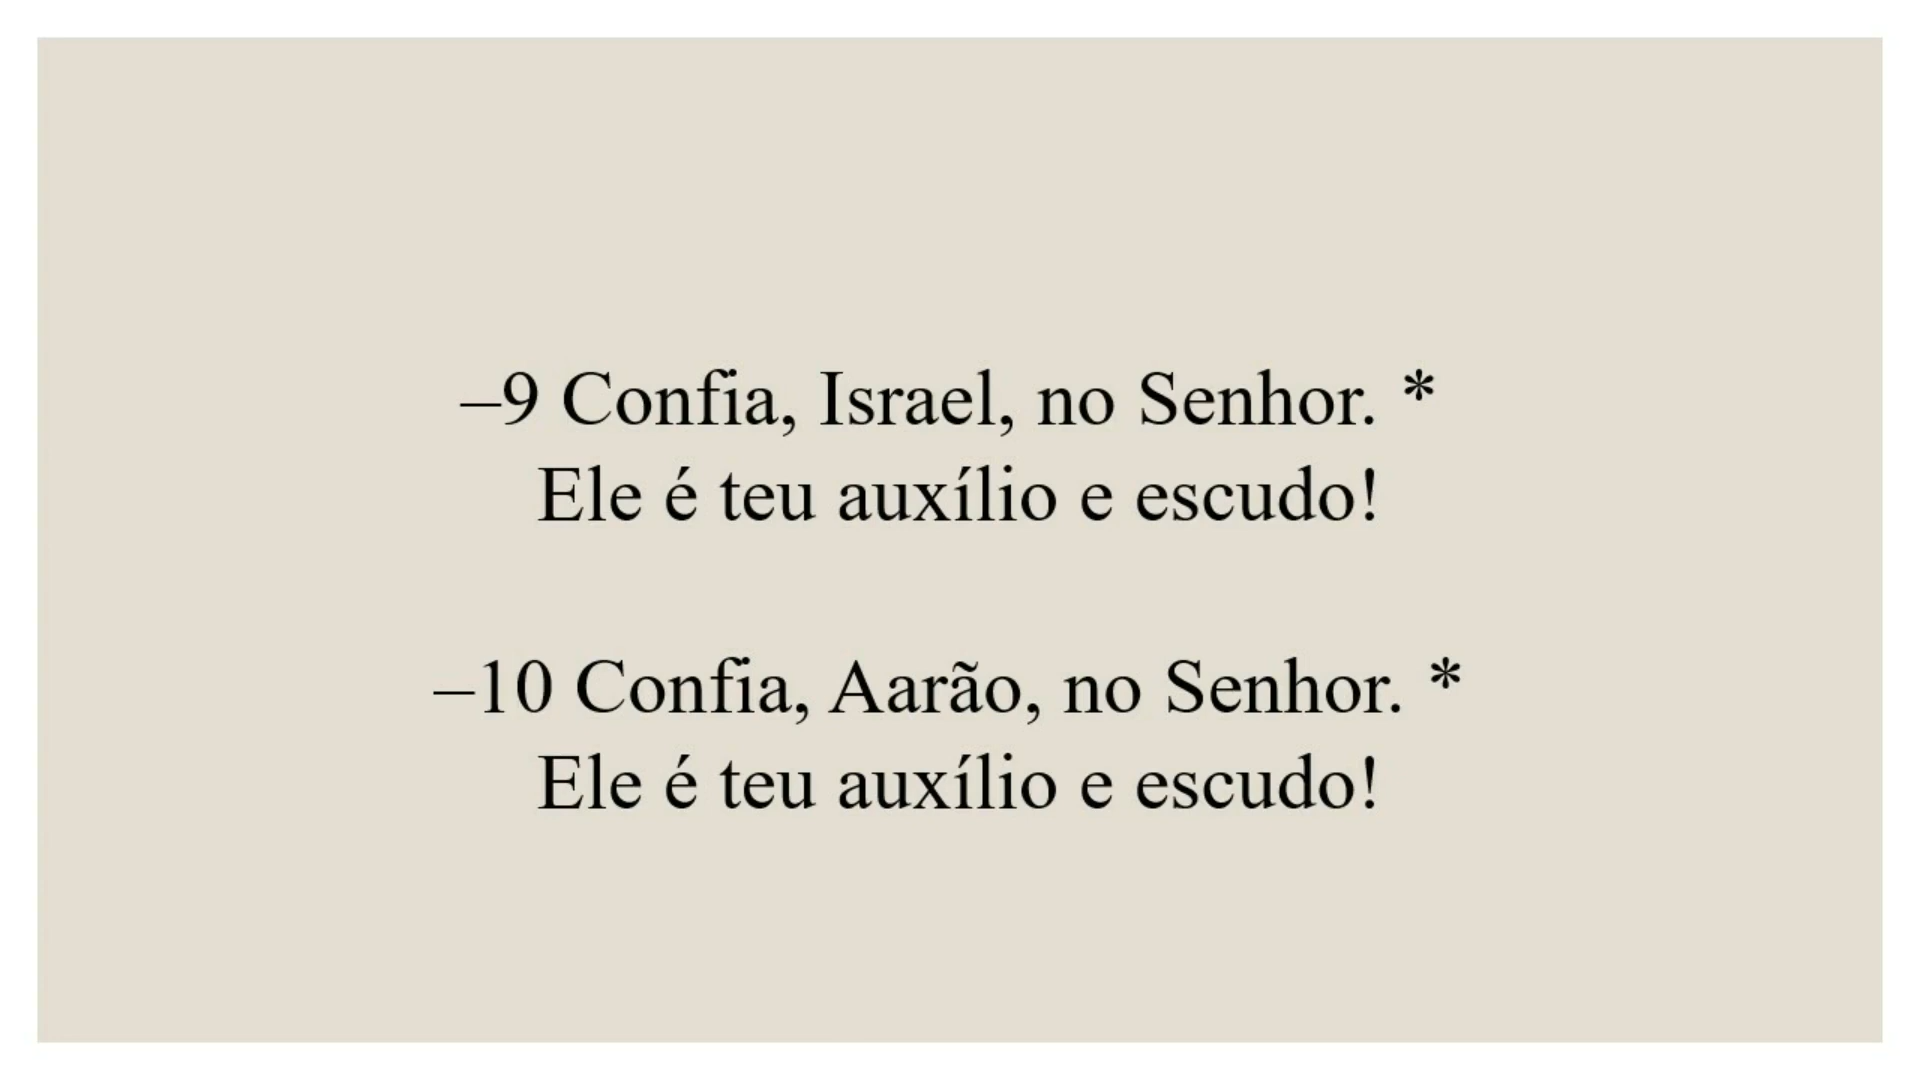 –9 Confia, Israel, no Senhor. *
Ele é teu auxílio e escudo!
–10 Confia, Aarão, no Senhor. *
Ele é teu auxílio e escudo!